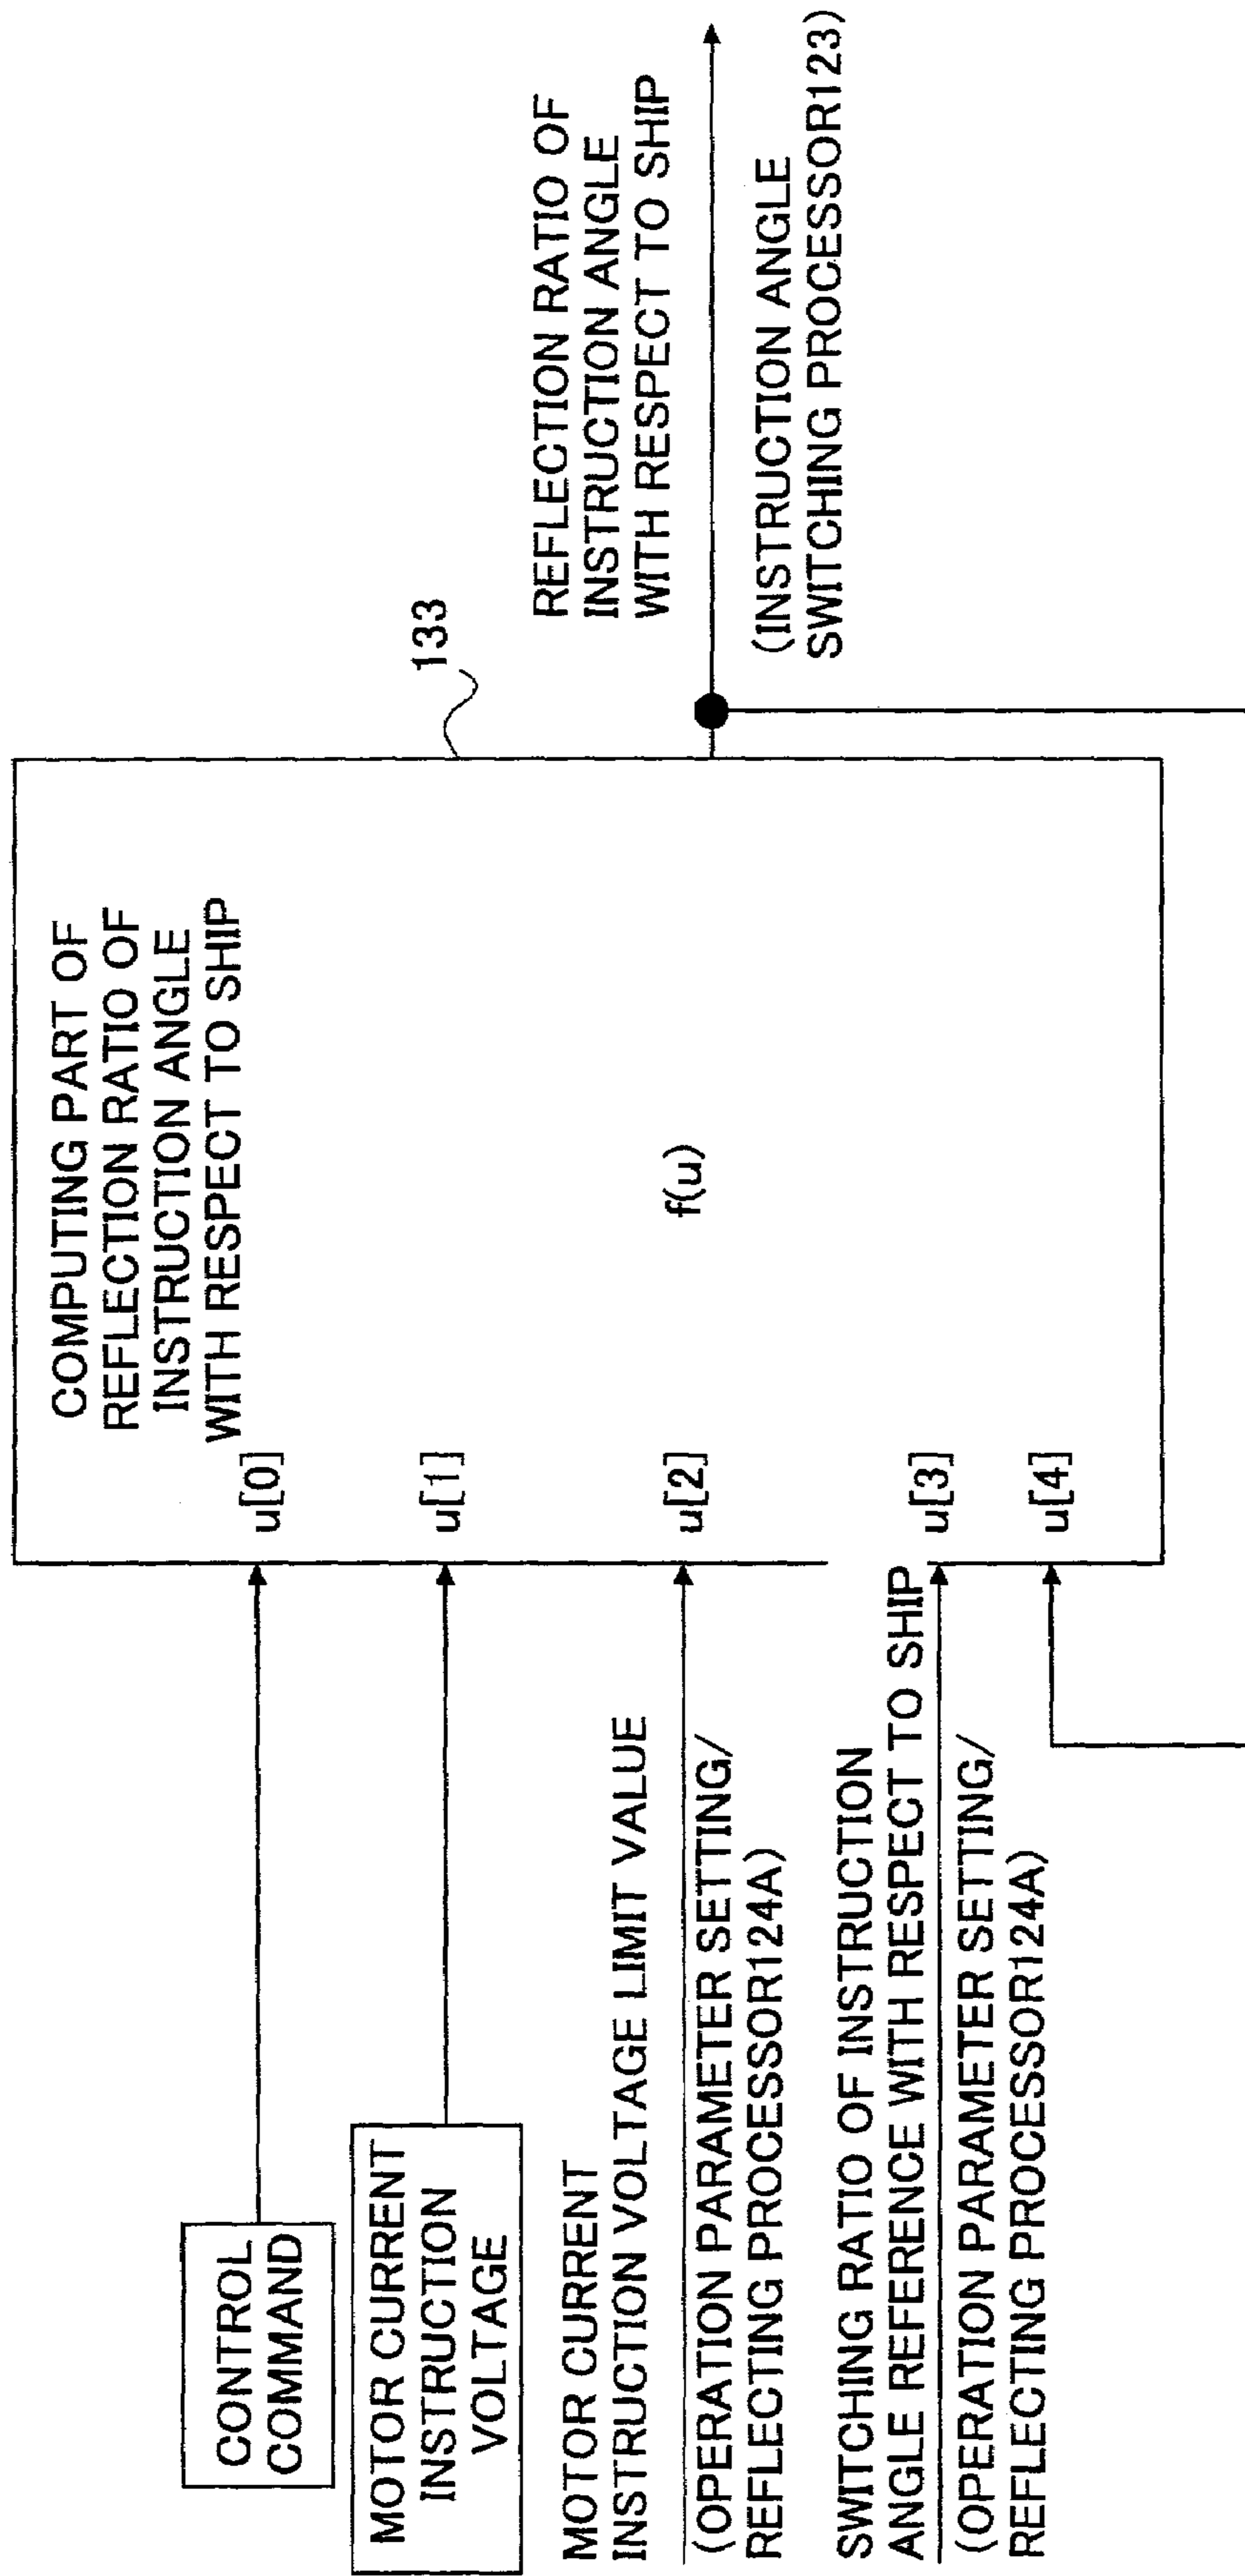 COMPUTING PART OF
REFLECTION RATIO OF
INSTRUCTION ANGLE
WITH RESPECT TO SHIP
133
CONTROL
COMMAND
u[0]
MOTOR CURRENT
INSTRUCTION
VOLTAGE
u[1]
MOTOR CURRENT
INSTRUCTION VOLTAGE LIMIT VALUE
(OPERATION PARAMETER SETTING/
REFLECTING PROCESSOR124A)
u[2]
f(u)
SWITCHING RATIO OF INSTRUCTION
ANGLE REFERENCE WITH RESPECT TO SHIP
(OPERATION PARAMETER SETTING/
REFLECTING PROCESSOR124A)
u[3]
u[4]
REFLECTION RATIO OF
INSTRUCTION ANGLE
WITH RESPECT TO SHIP
(INSTRUCTION ANGLE
SWITCHING PROCESSOR123)